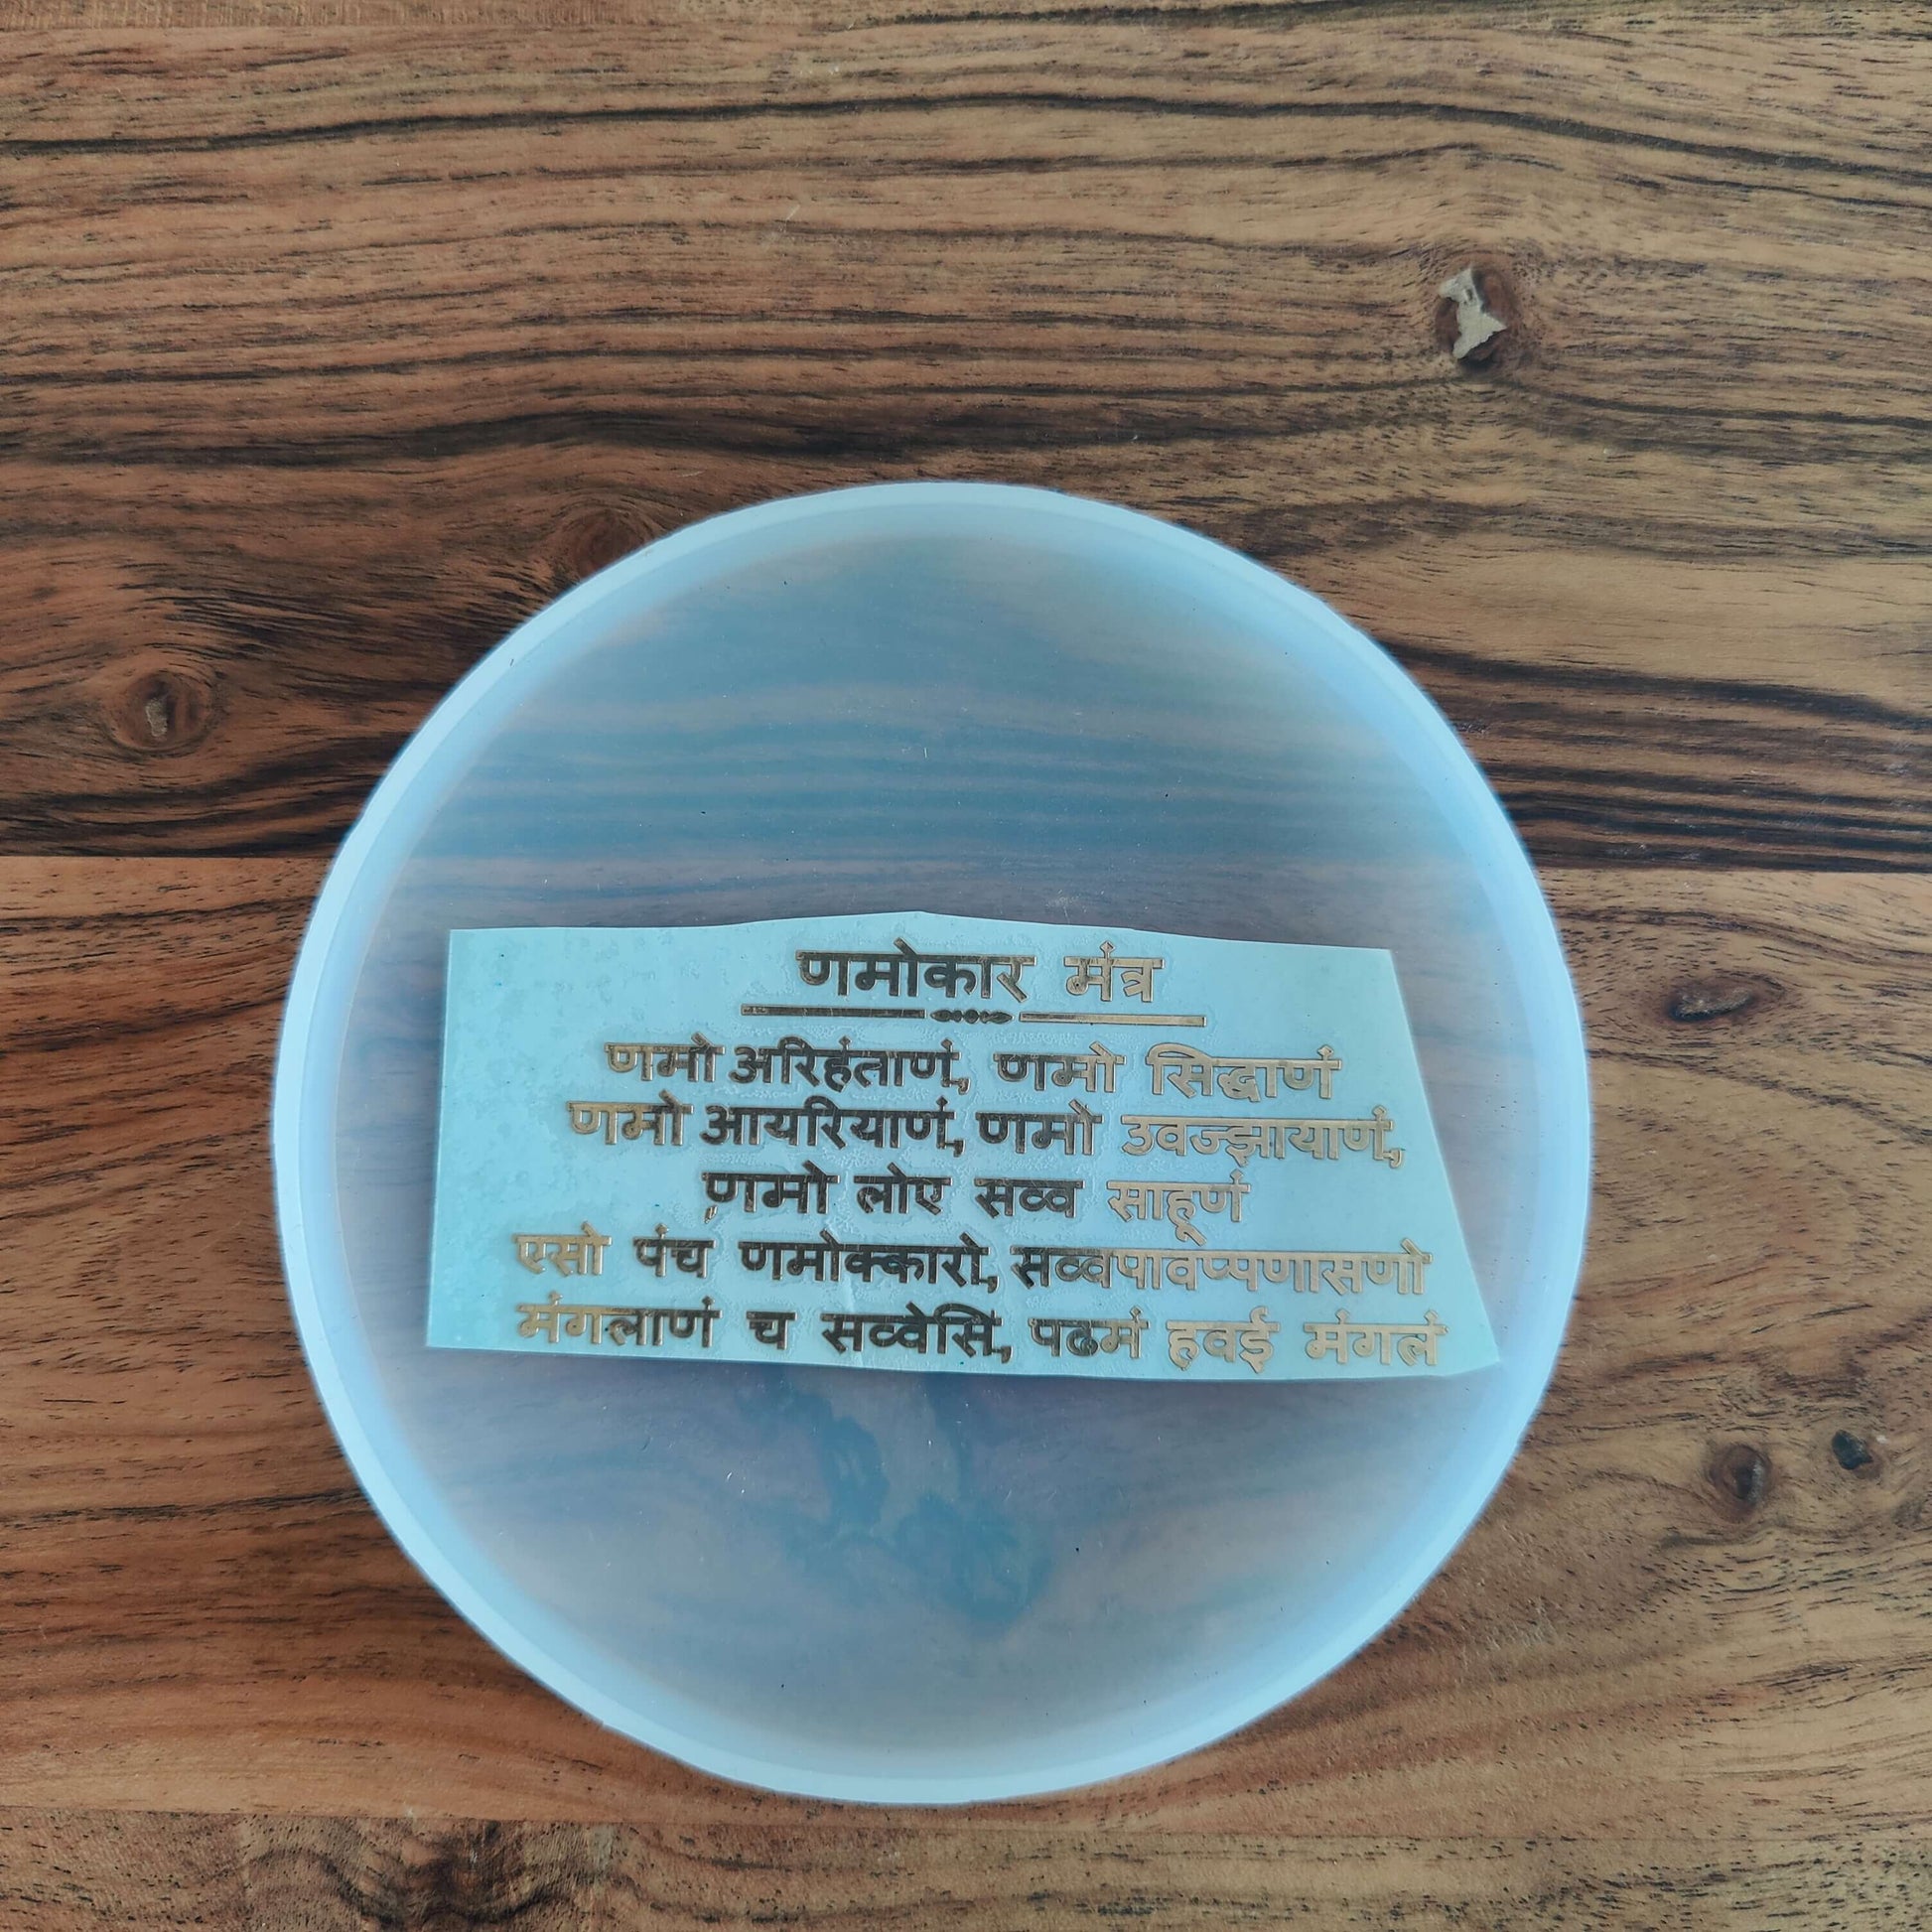 णमोकार मंत्र
णमो अरिहंताणं, णमो सिद्धाणं
णमो आयरियाणं, णमो उवज्झायाणं,
णमो लोए सव्व साहूणं
एसो पंच णमोक्कारो, सव्वपावप्पणासणो
मंगलाणं च सव्वेसिं, पढमं हवई मंगलं